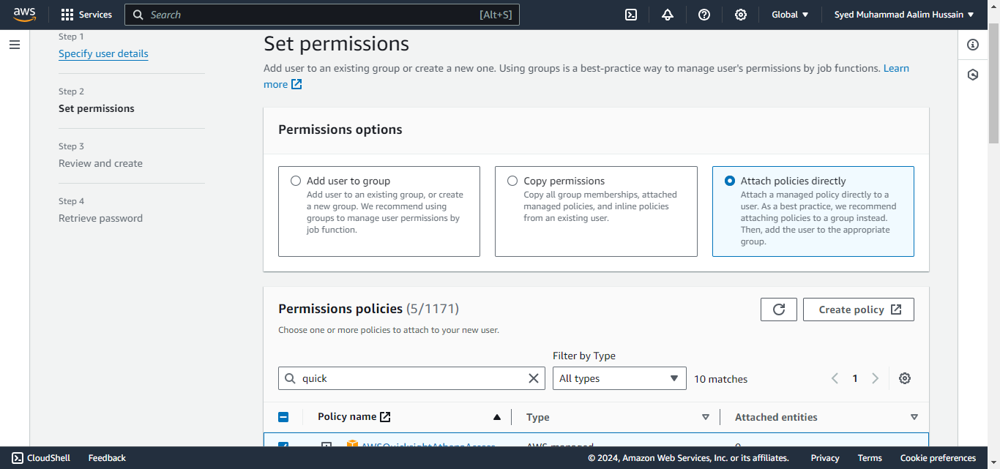 aws
Services
Search
[Alt+S]
Global
Syed Muhammad Aalim Hussain
Step 1
Specify user details
Step 2
Set permissions
Step 3
Review and create
Step 4
Retrieve password
Set permissions
Add user to an existing group or create a new one. Using groups is a best-practice way to manage user's permissions by job functions. Learn
more
Permissions options
Add user to group
Add user to an existing group, or create
a new group. We recommend using
groups to manage user permissions by
job function.
Copy permissions
Copy all group memberships, attached
managed policies, and inline policies
from an existing user.
Attach policies directly
Attach a managed policy directly to a
user. As a best practice, we recommend
attaching policies to a group instead.
Then, add the user to the appropriate
group.
Permissions policies (5/1171)
Choose one or more policies to attach to your new user.
Create policy
Filter by Type
quick
All types
10 matches
1
Policy name
Type
Attached entities
AWSQuicksightAthenaAccess
AWS managed
0
CloudShell
Feedback
© 2024, Amazon Web Services, Inc. or its affiliates.
Privacy
Terms
Cookie preferences